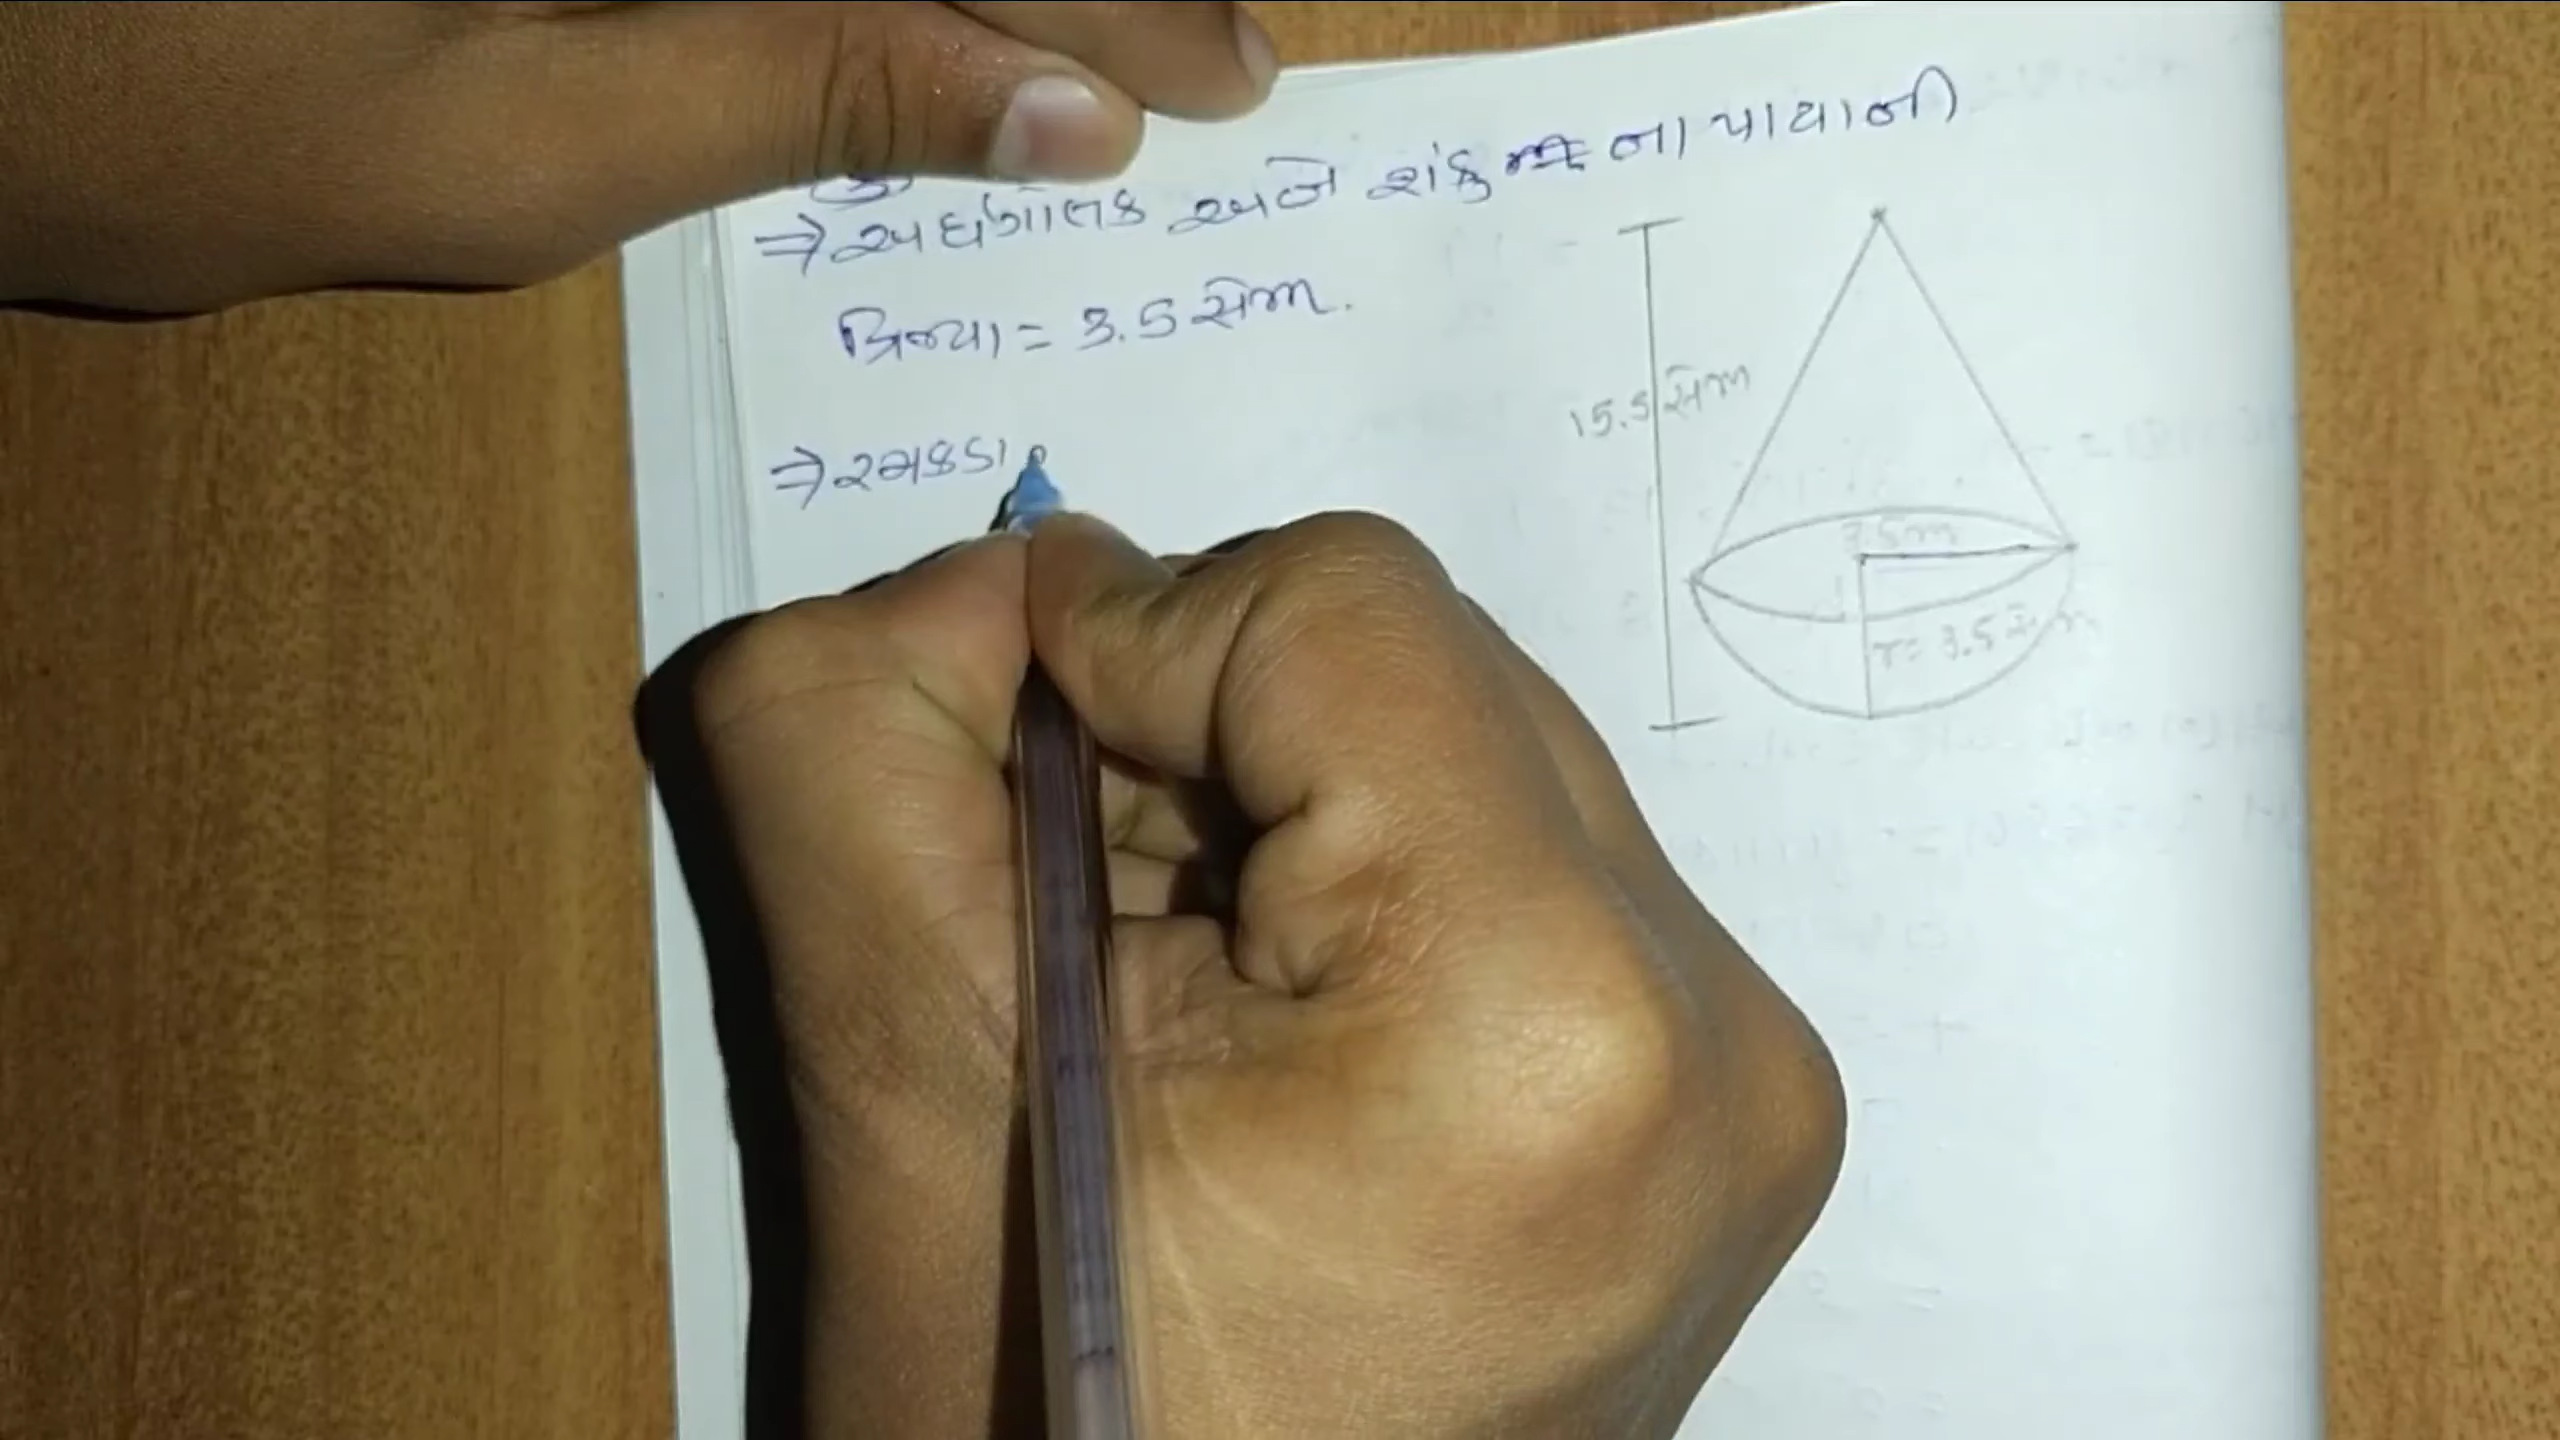 ⇒ અર્ધગોલક અને શંકુ ના પાયાની
ત્રિજ્યા = 3.5 સેમી.
⇒ રમકડા
15.5 સેમી
r = 3.5 સેમી